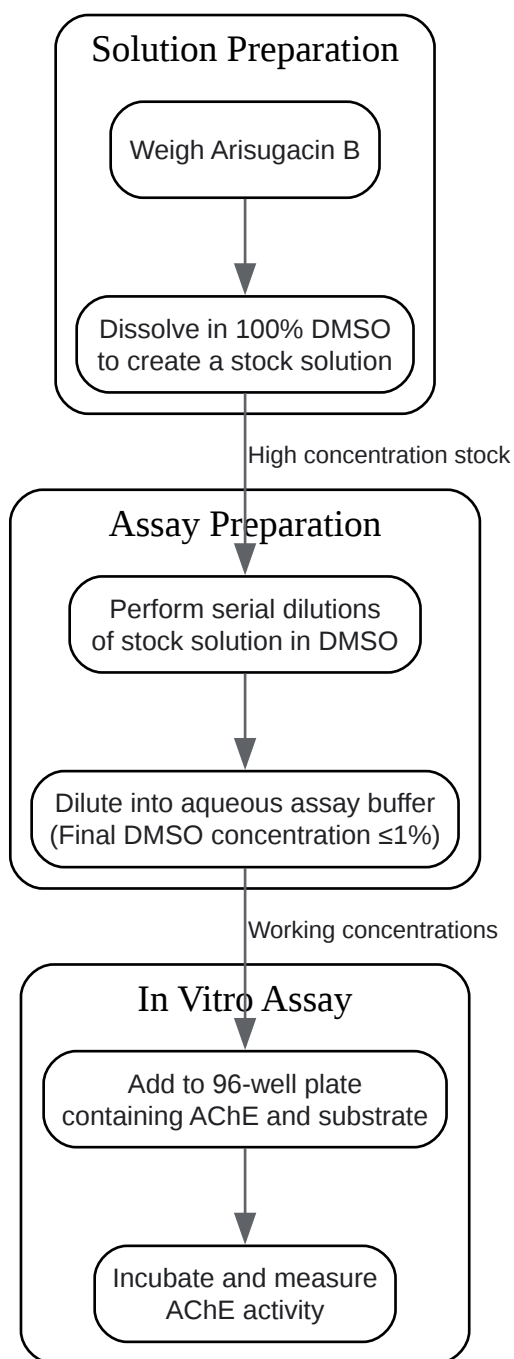 Solution Preparation
Weigh Arisugacin B
Dissolve in 100% DMSO
to create a stock solution
High concentration stock
Assay Preparation
Perform serial dilutions
of stock solution in DMSO
Dilute into aqueous assay buffer
(Final DMSO concentration ≤1%)
Working concentrations
In Vitro Assay
Add to 96-well plate
containing AChE and substrate
Incubate and measure
AChE activity